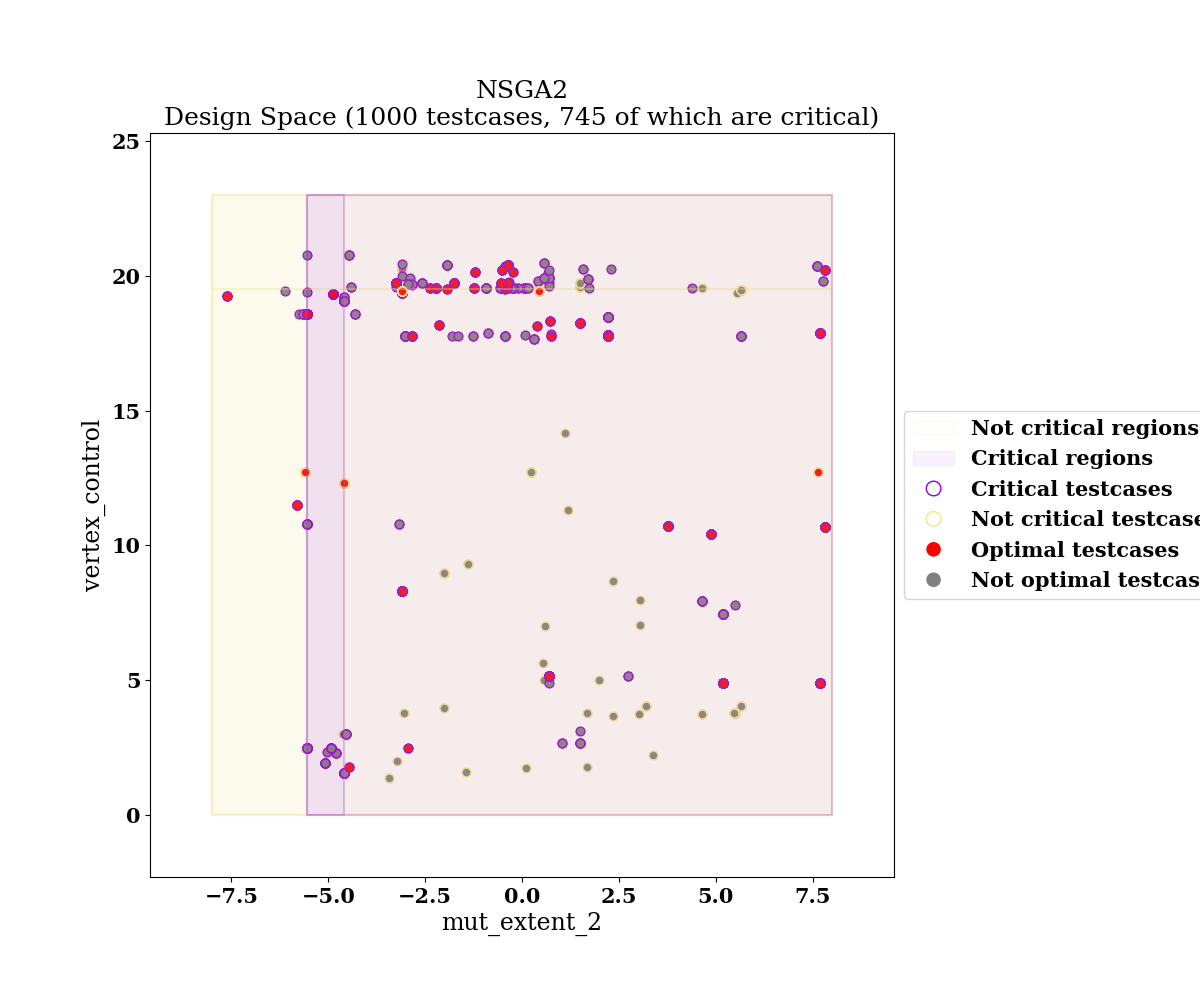 NSGA2
Design Space (1000 testcases, 745 of which are critical)
25
20
15
10
5
0
vertex_control
−7.5
−5.0
−2.5
0.0
2.5
5.0
7.5
mut_extent_2
Not critical regions
Critical regions
Critical testcases
Not critical testcase
Optimal testcases
Not optimal testcas